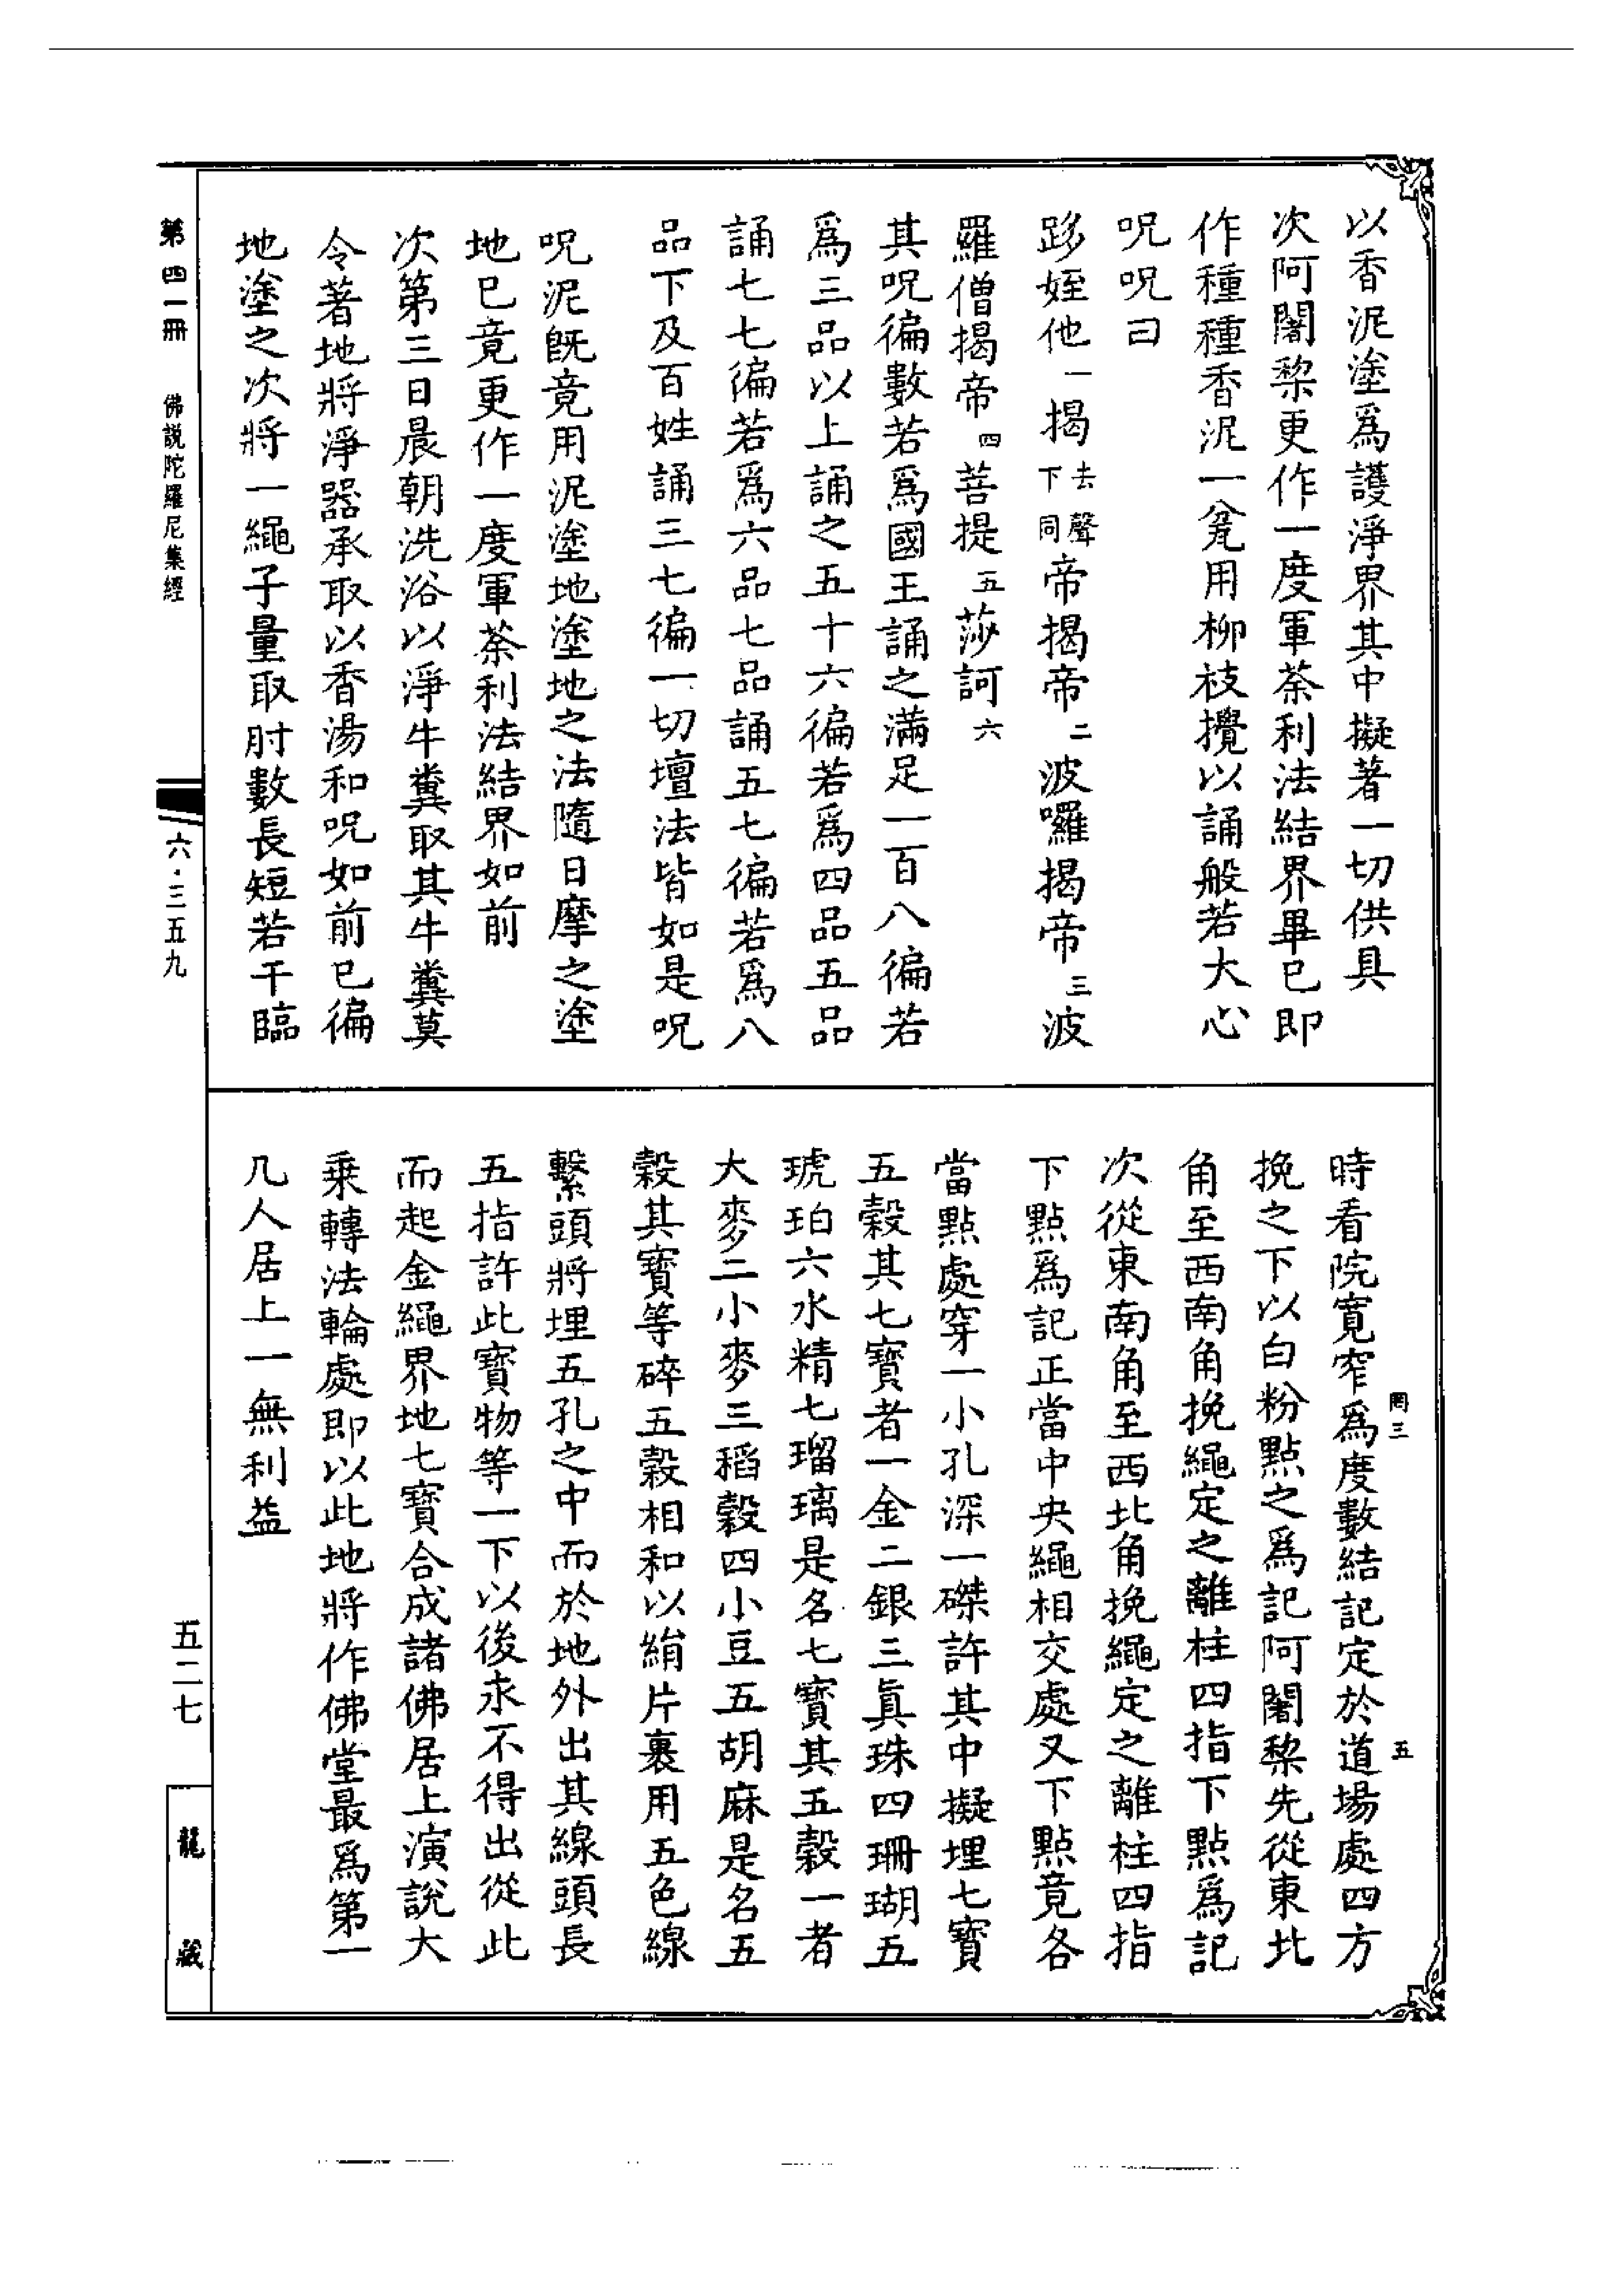 以香泥塗爲護淨界其中擬著一切供具
次阿闍棃更作一度軍荼利法結界畢已即
作種種香泥一瓮用柳枝攪以誦般若大心
呪呪曰
跢姪他一揭去聲下同帝揭帝二波囉揭帝三波
羅僧揭帝四菩提五莎訶六
其呪徧數若爲國王誦之滿足一百八徧若
爲三品以上誦之五十六徧若爲四品五品
誦七七徧若爲六品七品誦五七徧若爲八
品下及百姓誦三七徧一切壇法皆如是呪
呪泥旣竟用泥塗地塗地之法隨日摩之塗
地已竟更作一度軍荼利法結界如前
次第三日晨朝洗浴以淨牛糞取其牛糞莫
令著地將淨器承取以香湯和呪如前已徧
地塗之次將一繩子量取肘數長短若干臨
時看院寬窄爲度數結記定於道場處四方
挽之下以白粉點之爲記阿闍棃先從東北
角至西南角挽繩定之離柱四指下點爲記
次從東南角至西北角挽繩定之離柱四指
下點爲記正當中央繩相交處又下點竟各
當點處穿一小孔深一磔許其中擬埋七寶
五穀其七寶者一金二銀三眞珠四珊瑚五
琥珀六水精七瑠璃是名七寶其五穀一者
大麥二小麥三稻穀四小豆五胡麻是名五
穀其寶等碎五穀相和以絹片裹用五色線
繫頭將埋五孔之中而於地外出其線頭長
五指許此寶物等一下以後永不得出從此
而起金繩界地七寶合成諸佛居上演說大
乘轉法輪處即以此地將作佛堂最爲第一
凡人居上一無利益
罔三
五
第四一冊
佛説陀羅尼集經
六·三五九
五二七
龍藏